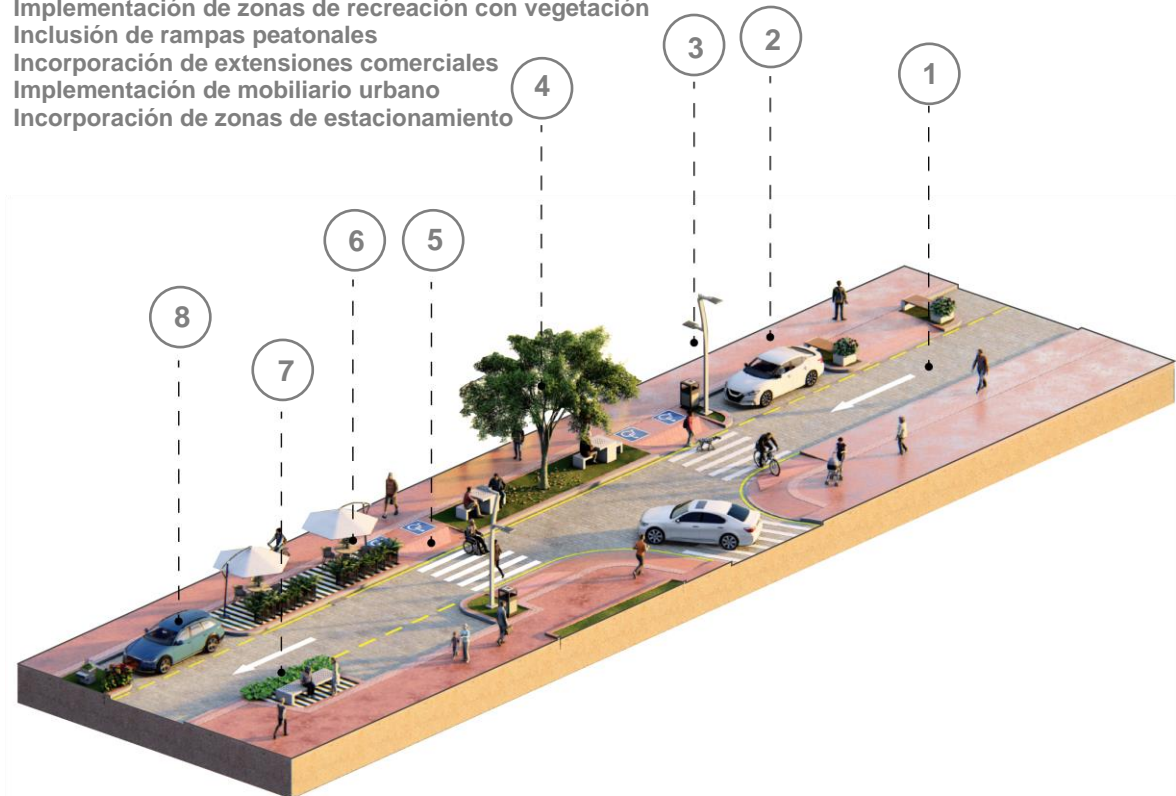 Implementación de zonas de recreación con vegetación
Inclusión de rampas peatonales
Incorporación de extensiones comerciales
Implementación de mobiliario urbano
Incorporación de zonas de estacionamiento
4
3
2
1
6
5
8
7